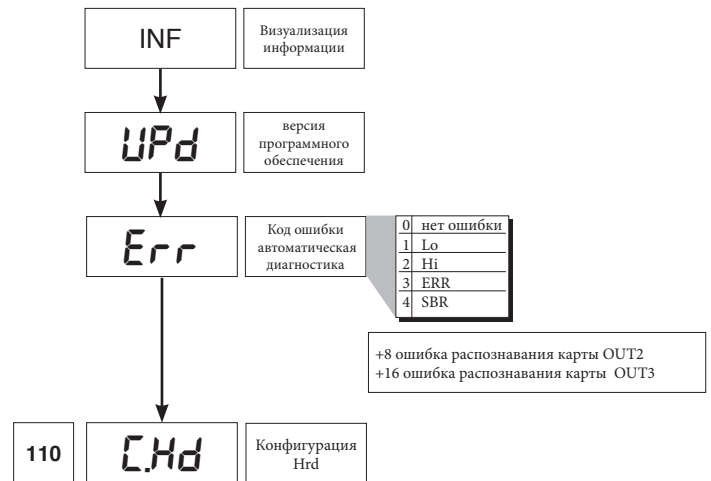 INF
Визуализация
информации
UPd
версия
программного
обеспечения
Err
Код ошибки
автоматическая
диагностика
0 нет ошибки
1 Lo
2 Hi
3 ERR
4 SBR
+8 ошибка распознавания карты OUT2
+16 ошибка распознавания карты OUT3
110
C.Hd
Конфигурация
Hrd